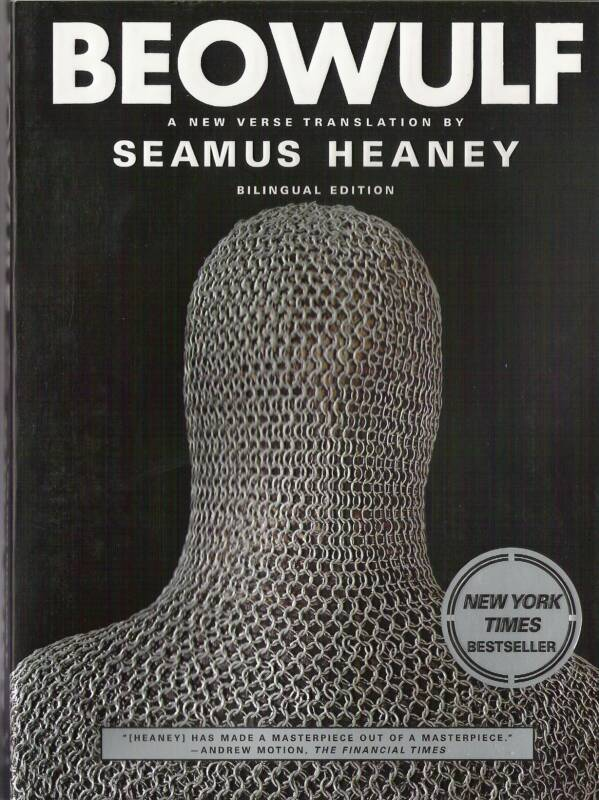 BEOWULF
A NEW VERSE TRANSLATION BY
SEAMUS HEANEY
BILINGUAL EDITION
NEW YORK
TIMES
BESTSELLER
"[HEANEY] HAS MADE A MASTERPIECE OUT OF A MASTERPIECE."
—ANDREW MOTION, THE FINANCIAL TIMES